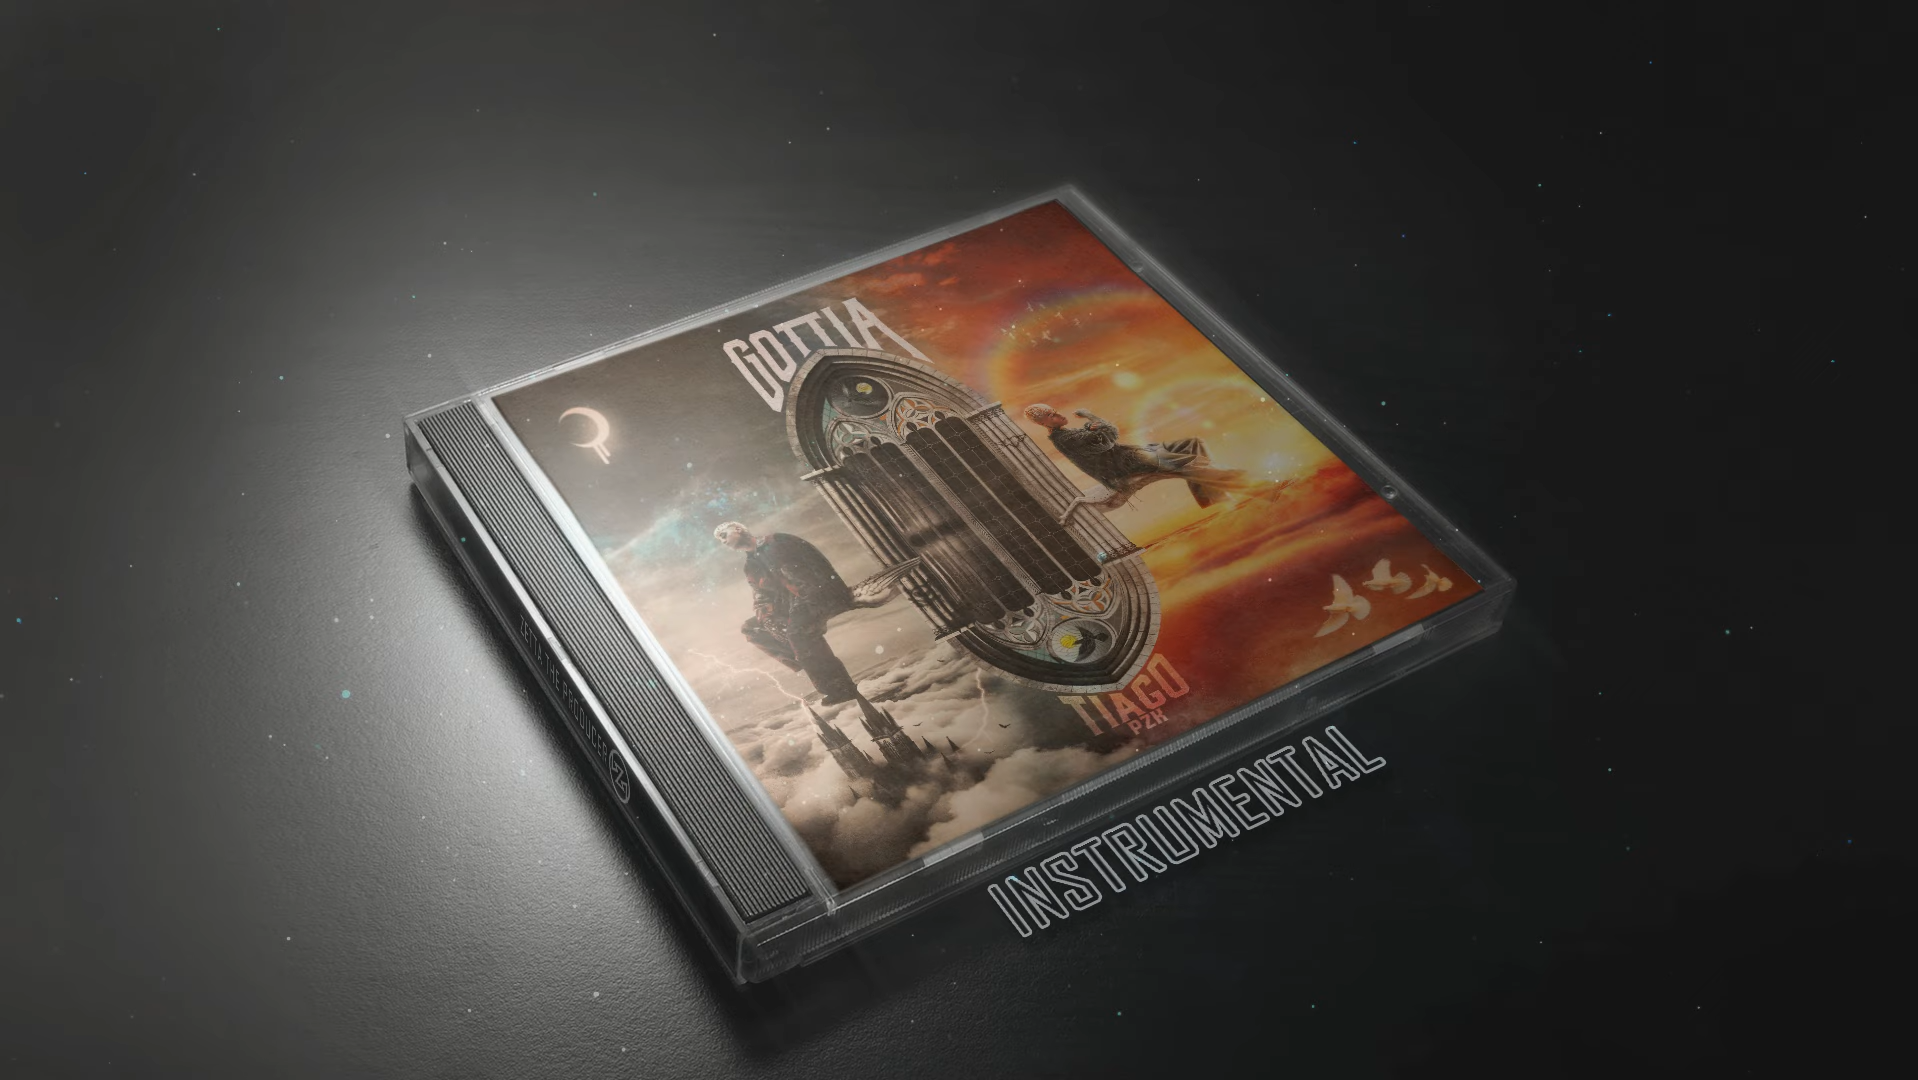 GOTTIA
TIAGO
PZK
ZETTA THE PRODUCER
INSTRUMENTAL